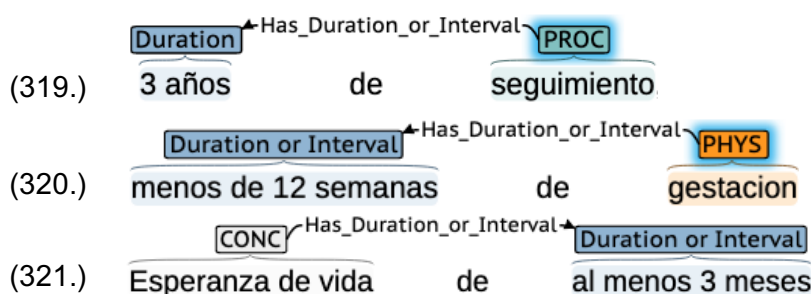 Duration Has_Duration_or_Interval PROC
(319.) 3 años de seguimiento
Duration or Interval Has_Duration_or_Interval PHYS
(320.) menos de 12 semanas de gestacion
CONC Has_Duration_or_Interval Duration or Interval
(321.) Esperanza de vida de al menos 3 meses